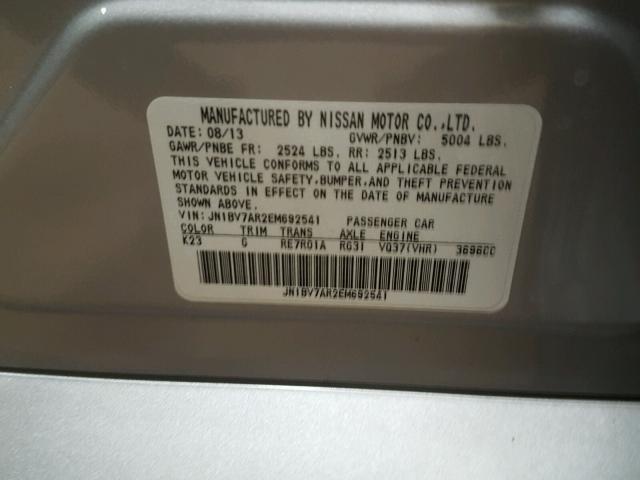 MANUFACTURED BY NISSAN MOTOR CO.,LTD.
DATE: 08/13 GVWR/PNBV: 5004 LBS.
GAWR/PNBE FR: 2524 LBS. RR: 2513 LBS.
THIS VEHICLE CONFORMS TO ALL APPLICABLE FEDERAL
MOTOR VEHICLE SAFETY,BUMPER,AND THEFT PREVENTION
STANDARDS IN EFFECT ON THE DATE OF MANUFACTURE
SHOWN ABOVE.
VIN: JN1BV7AR2EM692541 PASSENGER CAR
COLOR TRIM TRANS AXLE ENGINE
K23 G RE7R01A RG31 VQ37(VHR) 3696CC
JN1BV7AR2EM692541